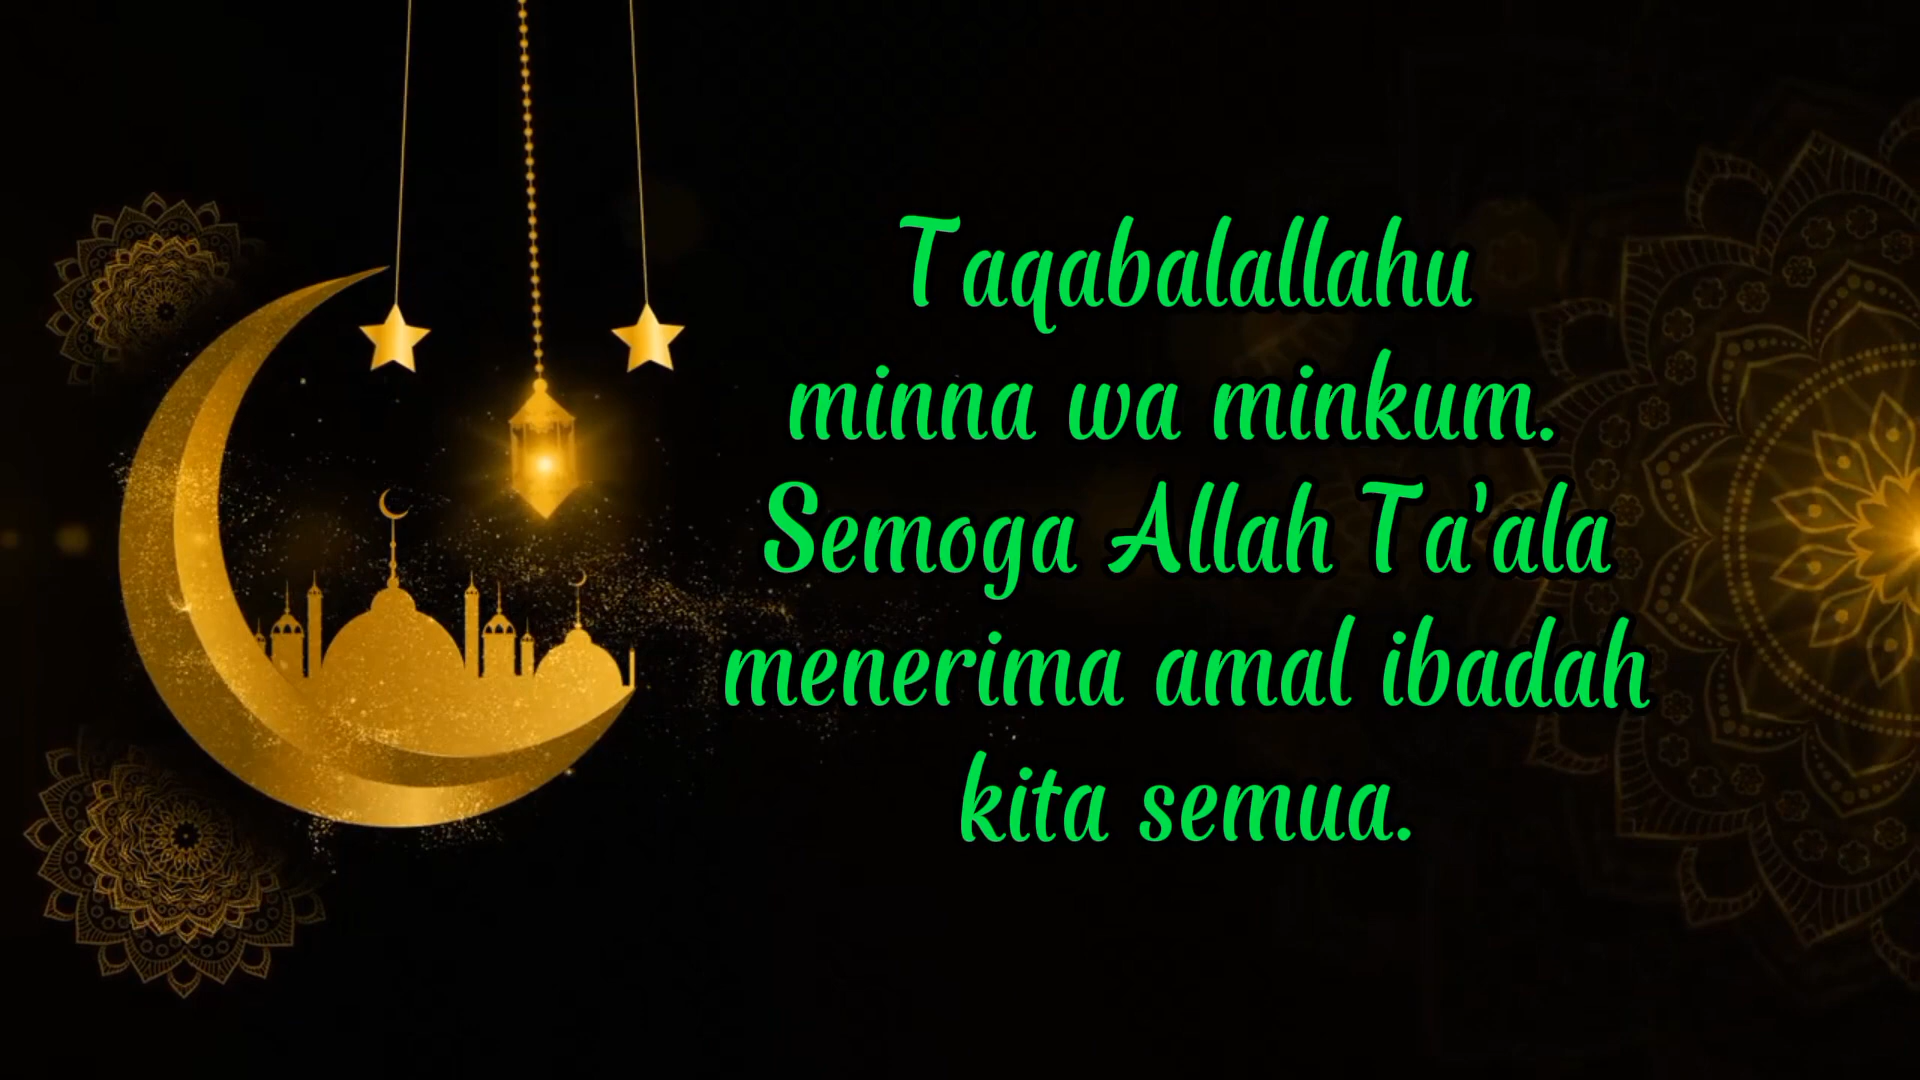 Taqabalallahu
minna wa minkum.
Semoga Allah Ta'ala
menerima amal ibadah
kita semua.